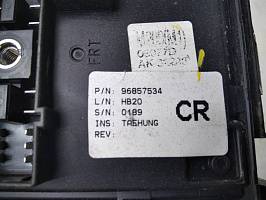 FRT
P/N: 96857534
L/N: HB20
S/N: 0189
INS: TAEHUNG
REV:
CR